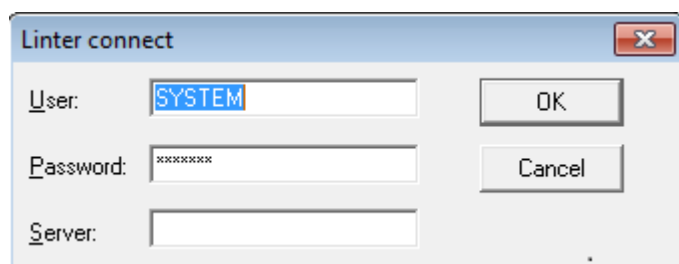 Linter connect
User: SYSTEM OK
Password: ******* Cancel
Server: